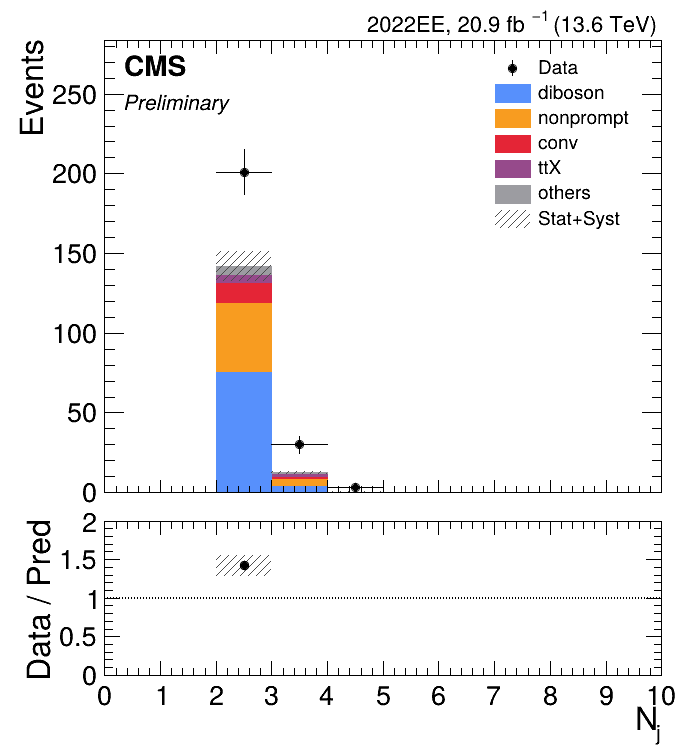 2022EE, 20.9 fb⁻¹ (13.6 TeV)
CMS
Preliminary
Events
250
200
150
100
50
0
Data
diboson
nonprompt
conv
ttX
others
Stat+Syst
Data / Pred
2
1.5
1
0.5
0
0 1 2 3 4 5 6 7 8 9 10
N_j